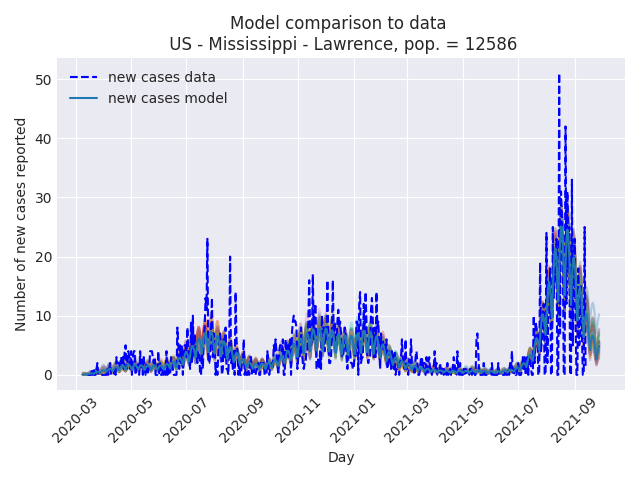 Model comparison to data
US - Mississippi - Lawrence, pop. = 12586
new cases data
new cases model
Number of new cases reported
50
40
30
20
10
0
2020-03
2020-05
2020-07
2020-09
2020-11
2021-01
2021-03
2021-05
2021-07
2021-09
Day